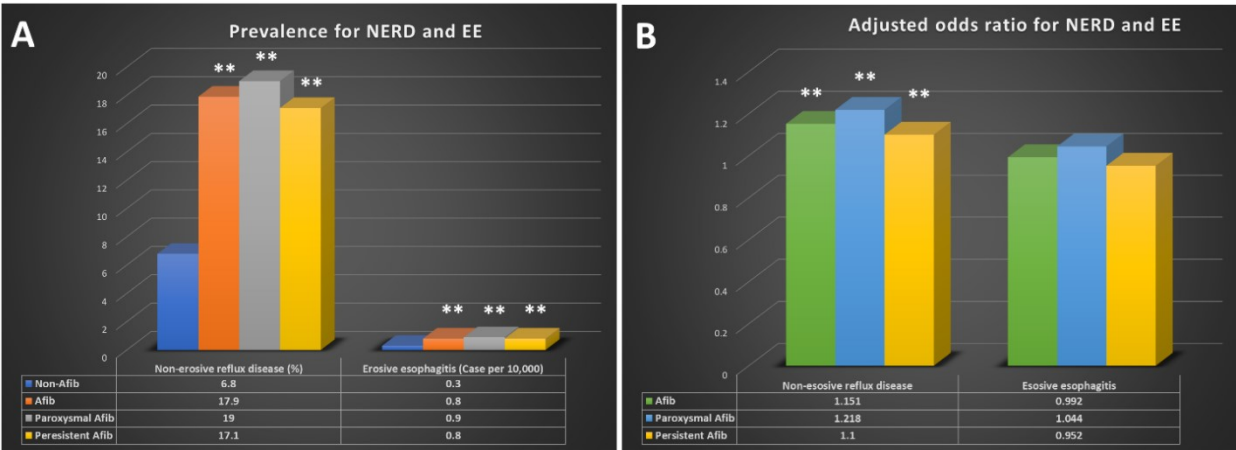 A
Prevalence for NERD and EE
**
**
**
20
18
16
14
12
10
8
6
4
2
0
** ** **
Non-erosive reflux disease (%) Erosive esophagitis (Case per 10,000)
Non-Afib 6.8 0.3
Afib 17.9 0.8
Paroxysmal Afib 19 0.9
Peresistent Afib 17.1 0.8
B
Adjusted odds ratio for NERD and EE
**
**
**
1.4
1.2
1
0.8
0.6
0.4
0.2
0
Non-esosive reflux disease Esosive esophagitis
Afib 1.151 0.992
Paroxysmal Afib 1.218 1.044
Persistent Afib 1.1 0.952